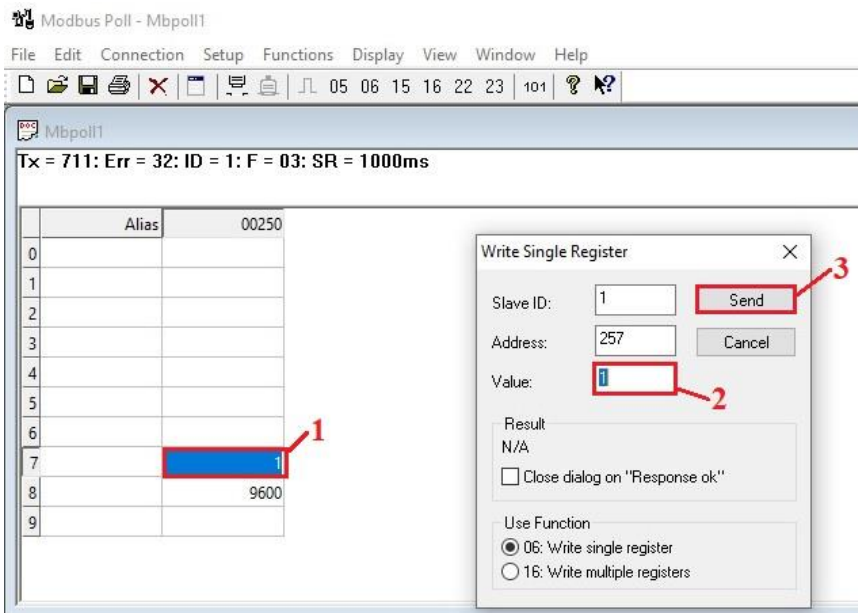 Modbus Poll - Mbpoll1
File Edit Connection Setup Functions Display View Window Help
05 06 15 16 22 23 101
Mbpoll1
Tx = 711: Err = 32: ID = 1: F = 03: SR = 1000ms
Alias 00250
0
1
2
3
4
5
6
7 1
8 9600
9
1
Write Single Register
Slave ID: 1 Send
Address: 257 Cancel
Value: 1
Result
N/A
Close dialog on "Response ok"
Use Function
06: Write single register
16: Write multiple registers
3
2